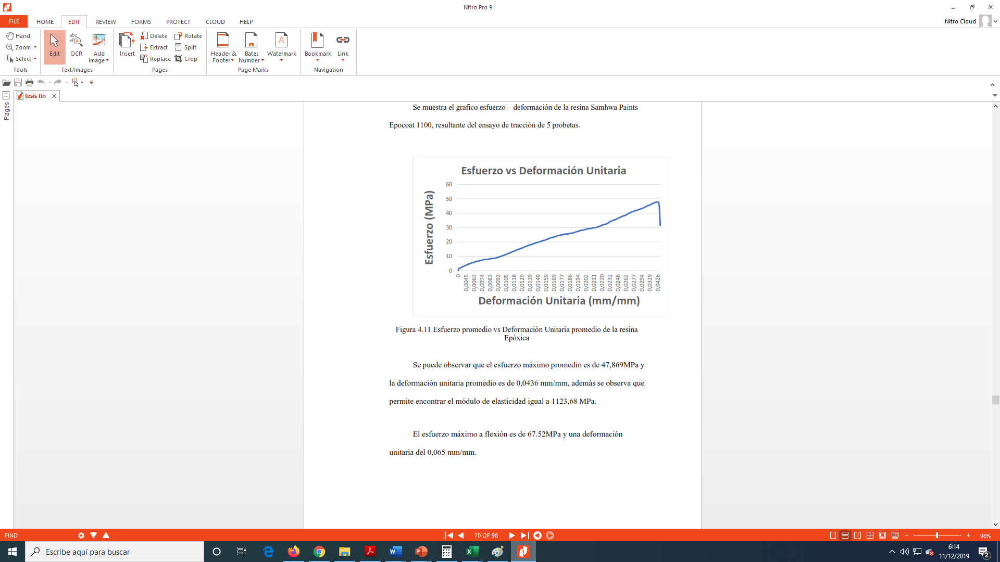 Nitro Pro 9
FILE HOME EDIT REVIEW FORMS PROTECT CLOUD HELP
Nitro Cloud
Hand
Zoom
Select
Tools
Edit
OCR
Add
Image
Text/Images
Insert
Delete
Extract
Replace
Rotate
Split
Crop
Pages
Header &
Footer
Bates
Number
Watermark
Page Marks
Bookmark
Link
Navigation
tesis fin
Pages
Se muestra el grafico esfuerzo – deformación de la resina Samhwa Paints
Epocoat 1100, resultante del ensayo de tracción de 5 probetas.
Esfuerzo vs Deformación Unitaria
Esfuerzo (MPa)
60
50
40
30
20
10
0
0 0,0045 0,0063 0,0074 0,0083 0,0092 0,0105 0,0118 0,0129 0,0139 0,0149 0,0159 0,0169 0,0177 0,0186 0,0194 0,0202 0,0211 0,0220 0,0232 0,0246 0,0262 0,0277 0,0294 0,0329 0,0426
Deformación Unitaria (mm/mm)
Figura 4.11 Esfuerzo promedio vs Deformación Unitaria promedio de la resina
Epóxica
Se puede observar que el esfuerzo máximo promedio es de 47,869MPa y
la deformación unitaria promedio es de 0,0436 mm/mm, además se observa que
permite encontrar el módulo de elasticidad igual a 1123,68 MPa.
El esfuerzo máximo a flexión es de 67.52MPa y una deformación
unitaria del 0,065 mm/mm.
FIND
70 OF 98
96%
Escribe aquí para buscar
6:14
11/12/2019
2